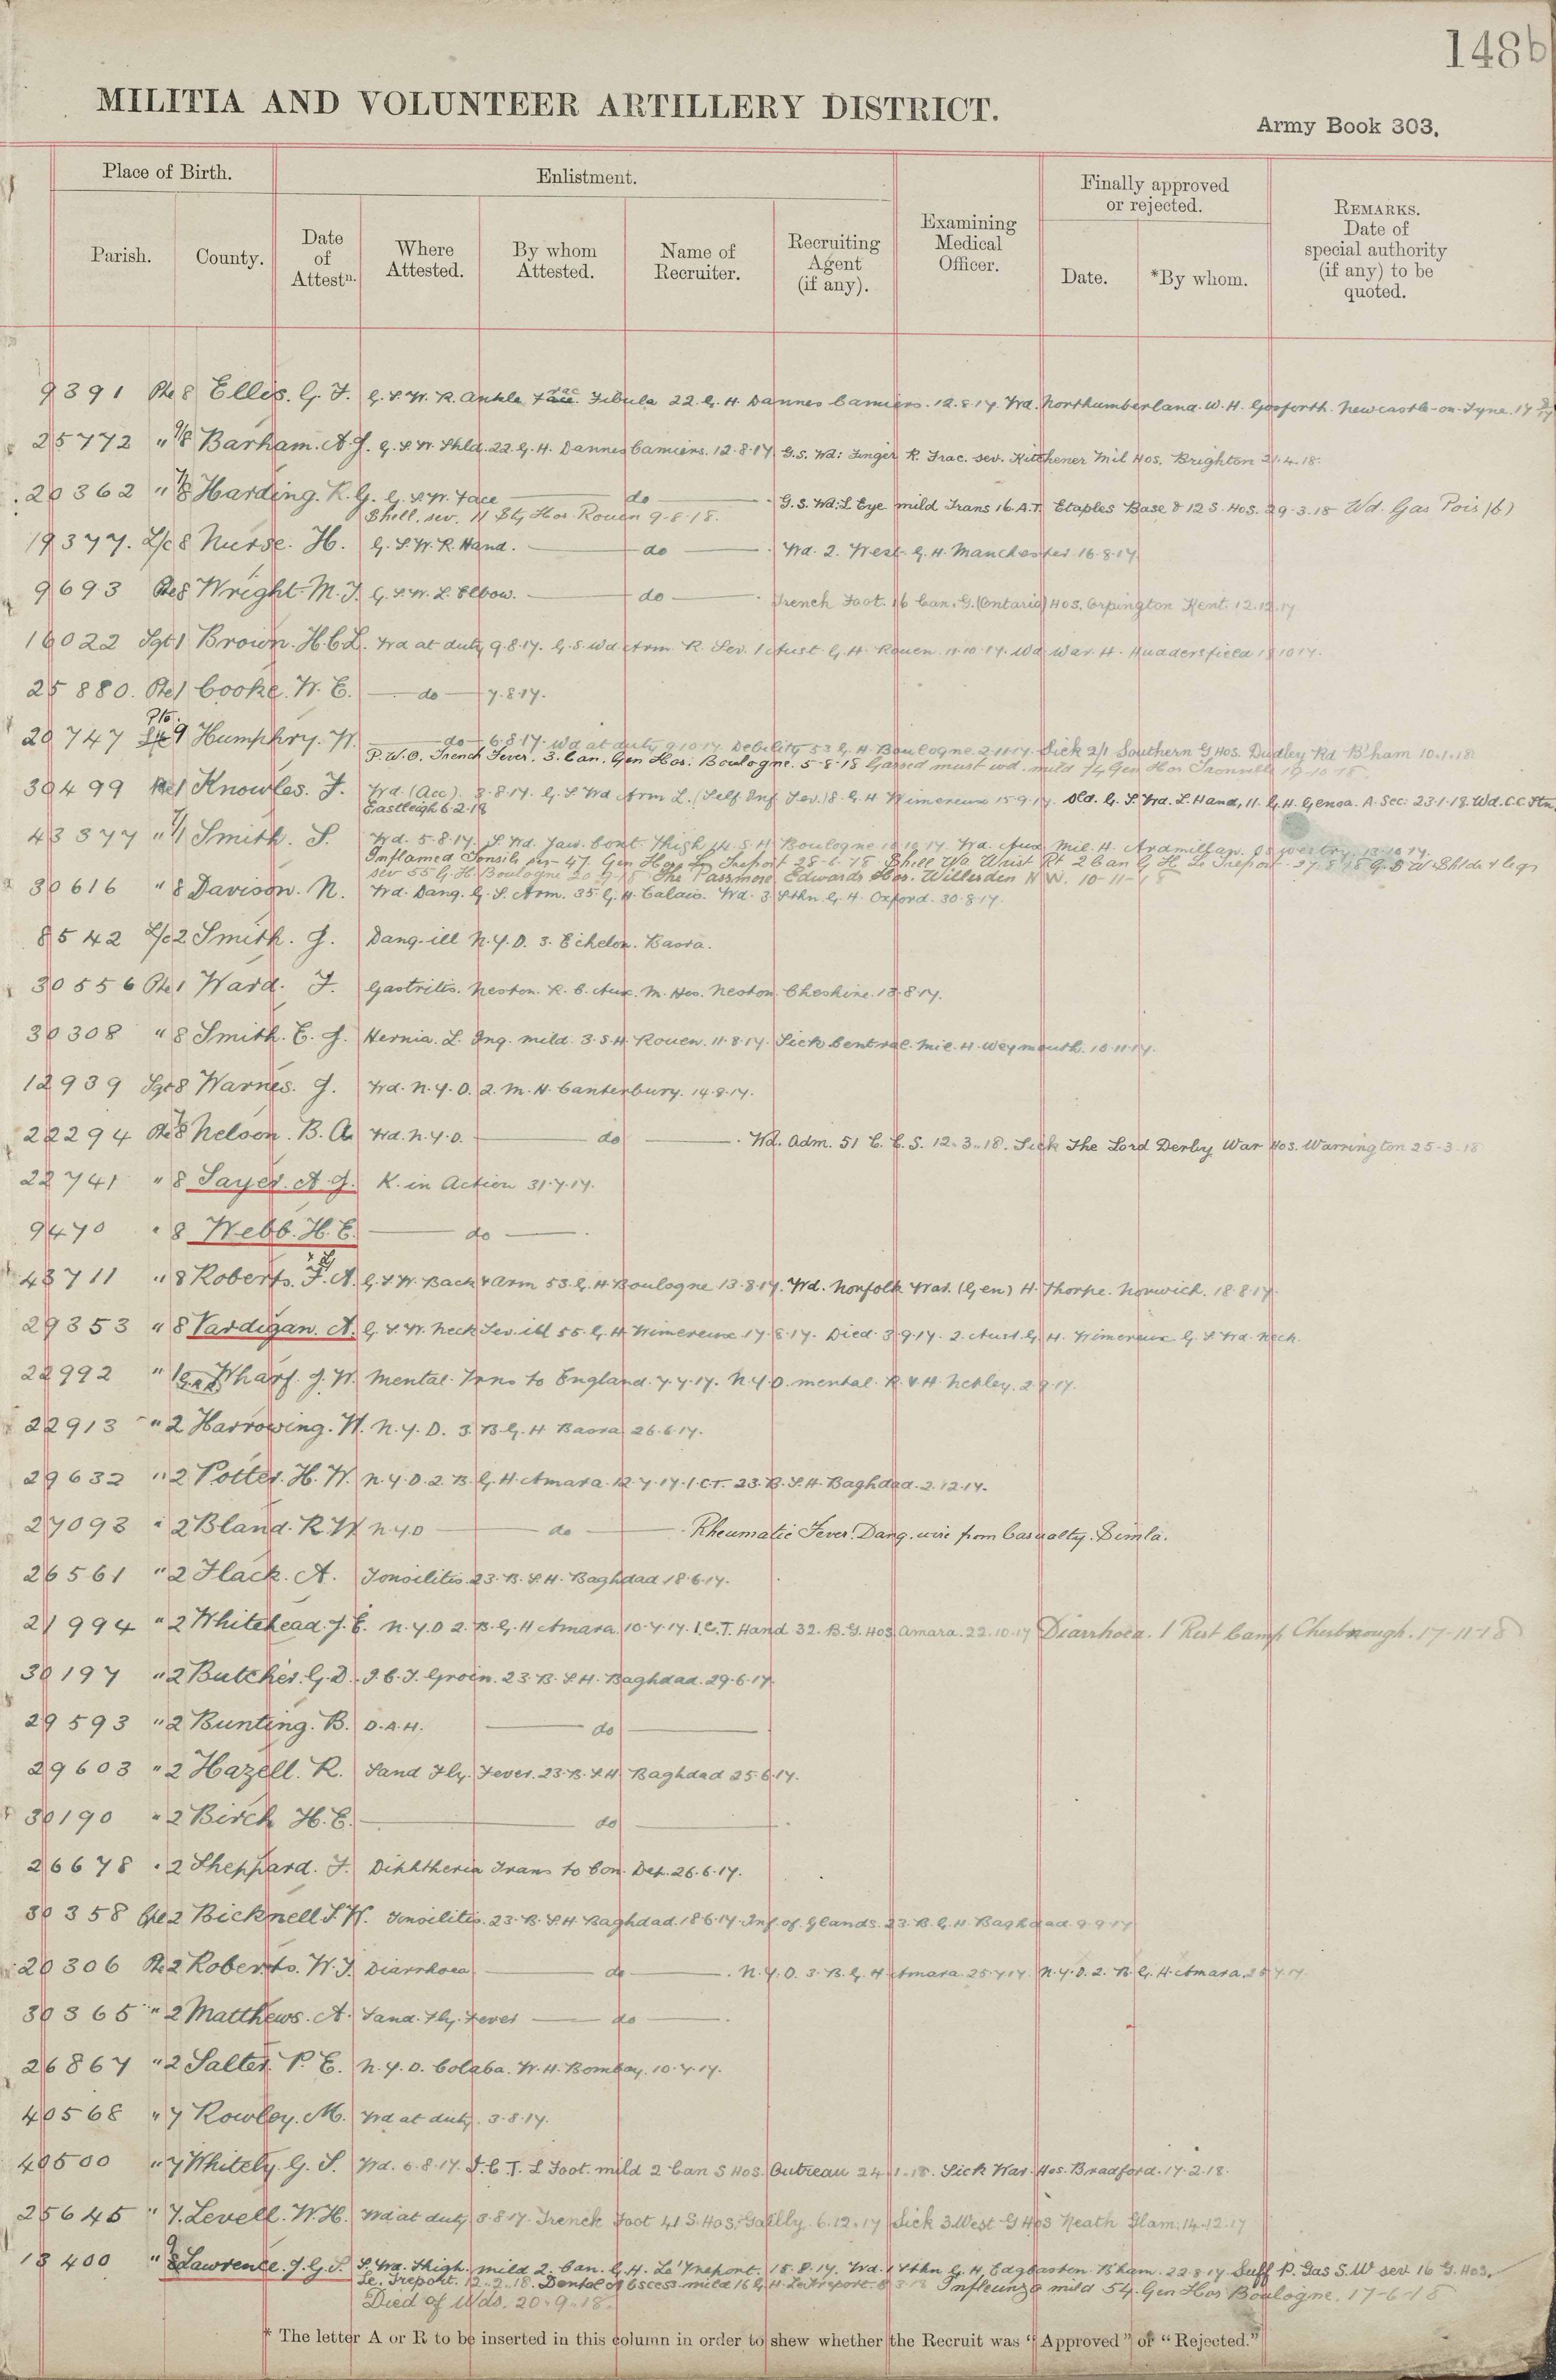 148b
MILITIA AND VOLUNTEER ARTILLERY DISTRICT.
Army Book 303.
Place of Birth.
Enlistment.
Finally approved or rejected.
REMARKS. Date of special authority (if any) to be quoted.
Parish.
County.
Date of Attestn.
Where Attested.
By whom Attested.
Name of Recruiter.
Recruiting Agent (if any).
Examining Medical Officer.
Date.
*By whom.
9391 Pte 8 Ellis. G. F. G.S.W. R. Ankle Frac. Fibula 22. G. H. Dannes Camiers. 12.8.17 Wd. Northumberland. W. H. Gosforth. Newcastle-on-Tyne. 17
25772 " 1/8 Barham. A. J. G.S.W. Shld. 22. G. H. Dannes Camiers. 12.8.17 G.S. Wd: Finger R. Frac. sev. Kitchener Mil Hos. Brighton 21.4.18.
20362 " 7/8 Harding. R. G. G.S.W. Face — do — G.S. Wd: L Eye mild Trans 16 A.T. Etaples Base & 12 S. Hos. 29.3.18 Wd. Gas Pois (6)
Shell. sev. 11 Sty Hos Rouen 9-8-18.
19377. L/c 8 Nurse. H. G.S.W. R. Hand. — do — Wd. 2. West. G. H. Manchester. 16.8.17
9693 Pte 8 Wright. M. J. G.S.W. L. Elbow. — do — Trench Foot. 16 Can. G. (Ontario) Hos. Orpington Kent. 12.12.17
16022 Sgt 1 Brown. H. C. L. Wd at duty 9.8.17. G.S. Wd Arm R. Sev. 1 Aust. G. H. Rouen. 11.10.17. Wd War. H. Huddersfield 18.10.17.
25880. Pte 1 Cooke. W. E. — do — 7.8.17.
20747 Pte. 9 Humphry. W. — do — 6.8.17. Wd at duty 9.10.17. Debility 53 G. H. Boulogne. 2.11.17. Sick 2/1 Southern G Hos. Dudley Rd B'ham 10.1.18
P.U.O. Trench Fever. 3. Can. Gen Hos: Boulogne. 5-8-18 Gassed must wd. mild 74 Gen Hos Trouville 19-10-18.
30499 Pte 1 Knowles. F. Wd. (Acc). 3.8.17. G.S. Wd Arm L. (Self Inf Sev.) 8. G. H. Wimereux 15.9.17. Sld. G.S. Wd. L. Hand, 11. G. H. Genoa. A. Sec: 23.1.18. Wd. C.C. Stn.
Eastleigh 6.2.18
43377 " 7/1 Smith. S. Wd. 5.8.17. S. Wd. Jaw. Cont. Thigh 14. S. H. Boulogne 10.10.17. Wd. Aux. Mil. H. Ardmillan. Oswestry. 13.10.17.
Inflamed Tonsils sev- 47. Gen Hos. Le Treport 28-6-18 Shell Wd. Wrist Rt 2 Can G. H. Le Treport 27.8.18 G.S W Shldr & legs
sev 55 G. H. Boulogne 20.9.18 The Passmore Edwards Hos. Willesden N W. 10-11-18
30616 " 8 Davison. N. Wd. Dang. G.S. Arm. 35. G. H. Calais. Wd. 3. Sthn G. H. Oxford. 30.8.17.
8542 L/c 2 Smith. J. Dang. ill N.Y.D. 3. Echelon. Basra.
30556 Pte 1 Ward. F. Gastritis. Neston. R. C. Aux. M. Hos. Neston. Cheshire. 13.8.17.
30308 " 8 Smith. E. J. Hernia. L. Ing. mild. 3. S. H. Rouen. 11.8.17. Sick Central. Mil. H. Weymouth. 10.11.17.
12939 Sgt 8 Warnes. J. Wd. N.Y.D. 2. M. H. Canterbury. 14.8.17.
22294 Pte 7/8 Nelson. B. A. Wd. N.Y.D. — do — Wd. Adm. 51 C. C. S. 12.3.18. Sick The Lord Derby War Hos. Warrington 25-3-18
22741 " 8 Sayer. A. J. K. in Action 31.7.17.
9470 " 8 Webb. H. E. — do —
43711 " 8 Roberts. F. A. G.S.W. Back & Arm 53. G. H. Boulogne 13.8.17. Wd. Norfolk War. (Gen) H. Thorpe. Norwich. 18.8.17.
29353 " 8 Vardigan. A. G.S.W. Neck Sev. ill 55. G. H. Wimereux 17.8.17. Died. 3.9.17. 2. Aust. G. H. Wimereux G.S. Wd. Neck.
22992 " 1 Wharf. J. W. Mental. Trns to England. 7.7.17. N.Y.D. mental. R. V. H. Netley. 2.9.17.
22913 " 2 Harrowing. W. N.Y.D. 3. B. G. H Basra 26.6.17.
29632 " 2 Potter. H. W. N.Y.D. 2. B. G. H. Amara. 12.7.17. I.C.T. 23. B. S. H. Baghdad. 2.12.17.
27093 " 2 Bland. R. W N.Y.D — do — Rheumatic Fever. Dang. wire from Casualty. Simla.
26561 " 2 Flack. A. Tonsilitis. 23. B. S. H. Baghdad 18.6.17.
21994 " 2 Whitehead. J. E. N.Y.D 2. B. G. H Amara. 10.7.17. I.C.T. Hand 32. B. G. Hos Amara. 22.10.17 Diarrhoea. 1 Rest Camp Cherbourgh. 17-11-18
30197 " 2 Butcher. G. D. I.C.T. Groin. 23. B. S. H. Baghdad. 29.6.17.
29593 " 2 Bunting. B. D.A.H. — do —
29603 " 2 Hazell. R. Sand Fly. Fever. 23. B. S. H. Baghdad 25.6.17.
30190 " 2 Birch H. E. — do —
26678 " 2 Sheppard. F. Diphtheria Trans to Con. Dep. 26.6.17.
30358 Cpl 2 Bicknell S. W. Tonsilitis. 23. B. S. H. Baghdad. 18.6.17. Inf. of. Glands. 23. B. G. H. Baghdad. 9.9.17
20306 Pte 2 Roberts. W. J. Diarrhoea — do — N.Y.D. 3. B. G. H Amara. 25.7.17. N.Y.D. 2. B. G. H. Amara. 25.7.17.
30365 " 2 Matthews. A. Sand. Fly. Fever — do —
26867 " 2 Salter. P. E. N.Y.D. Colaba. W. H. Bombay. 10.7.17.
40568 " 7 Rowley. M. Wd at duty. 3.8.17.
40500 " 7 Whitely. G. S. Wd. 6.8.17. I.C.T. L Foot. mild 2 Can S Hos. Outreau 24.1.18. Sick War. Hos. Bradford. 17.2.18.
25645 " 7. Levell. W. H. Wd at duty 3.8.17. Trench Foot 41 S. Hos. Gailly. 6.12.17 Sick 3. West G Hos Neath Glam. 14.12.17
13400 " 8 Lawrence. J. G. S. S. Wd. Thigh. mild 2. Can. G. H. Le Treport. 15.8.17. Wd. 1 Sthn G. H. Edgbaston. B'ham. 22.8.17 Suff P. Gas S.W sev 16 G. Hos.
Le. Treport. 12.2.18. Dental abscess. mild 16 G. H. Le Treport. 8.3.18 Infleunza mild 54. Gen Hos Boulogne. 17-6-18
Died of Wds. 20.9.18.
* The letter A or R to be inserted in this column in order to shew whether the Recruit was “Approved” or “Rejected.”